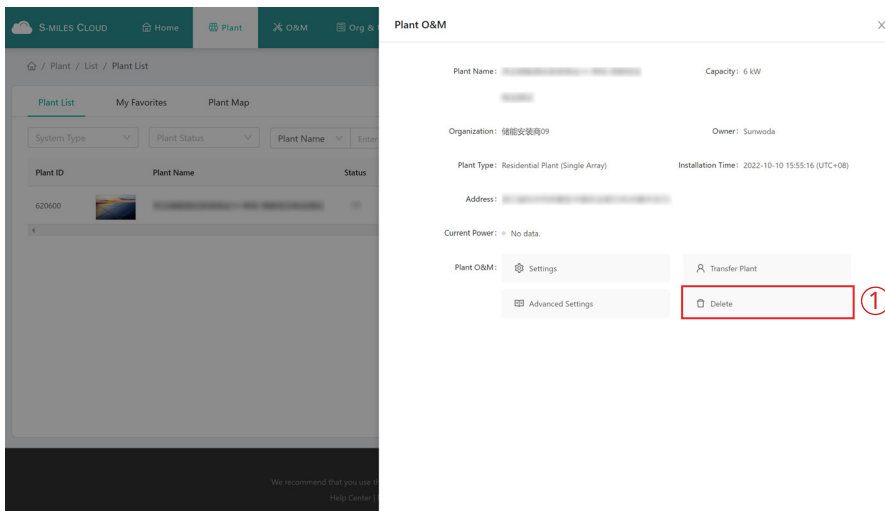 S-MILES CLOUD
Home
Plant
O&M
Org &
Plant O&M
/ Plant / List / Plant List
Plant List
My Favorites
Plant Map
System Type
Plant Status
Plant Name
Enter
Plant ID
Plant Name
Status
620600
Plant Name:
Capacity: 6 kW
Organization: 储能安装商09
Owner: Sunwoda
Plant Type: Residential Plant (Single Array)
Installation Time: 2022-10-10 15:55:16 (UTC+08)
Address:
Current Power: No data.
Plant O&M:
Settings
Transfer Plant
Advanced Settings
Delete
①
We recommend that you use th
Help Center |